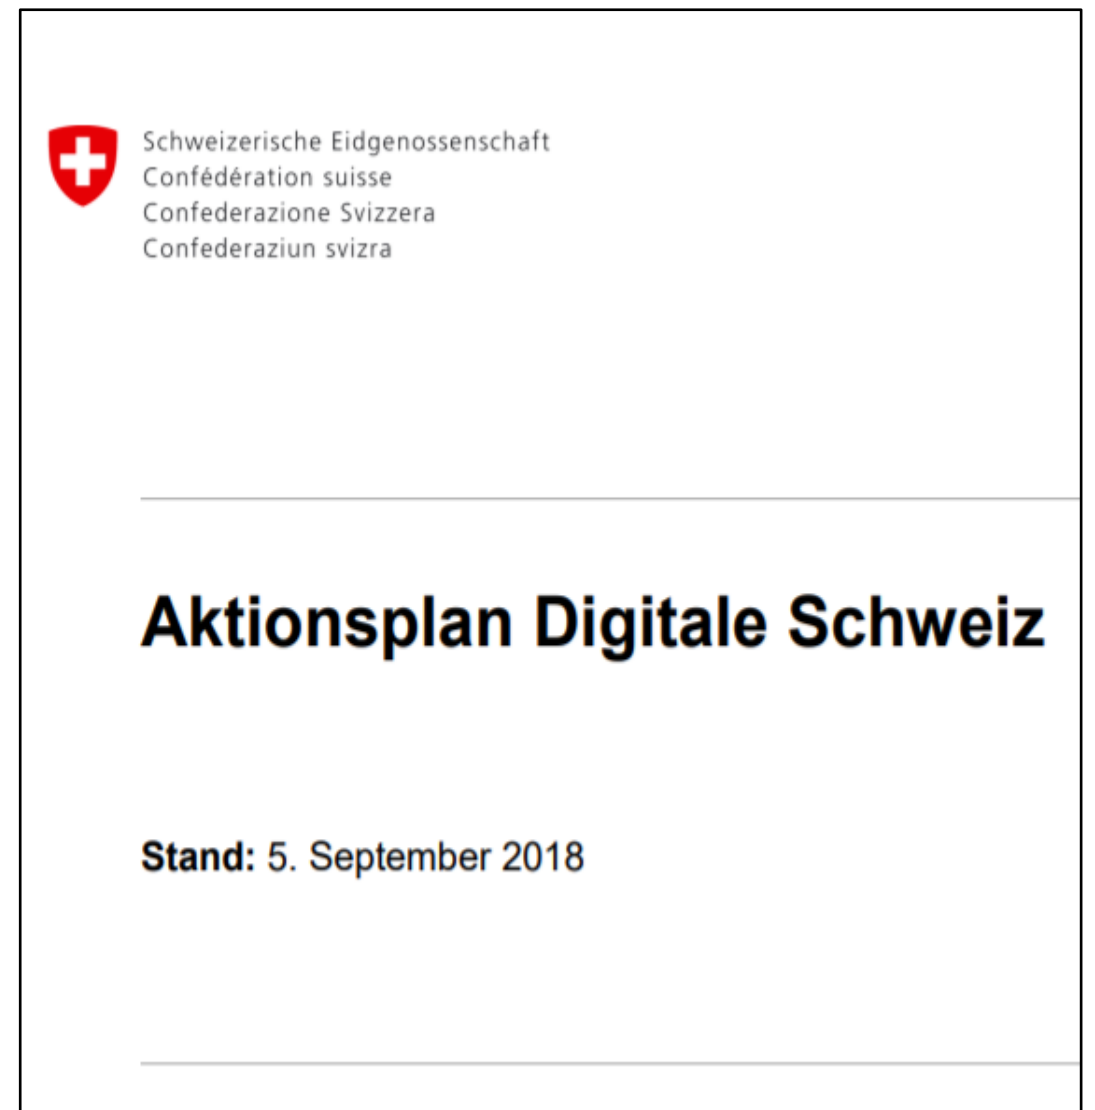 Schweizerische Eidgenossenschaft
Confédération suisse
Confederazione Svizzera
Confederaziun svizra
Aktionsplan Digitale Schweiz
Stand: 5. September 2018